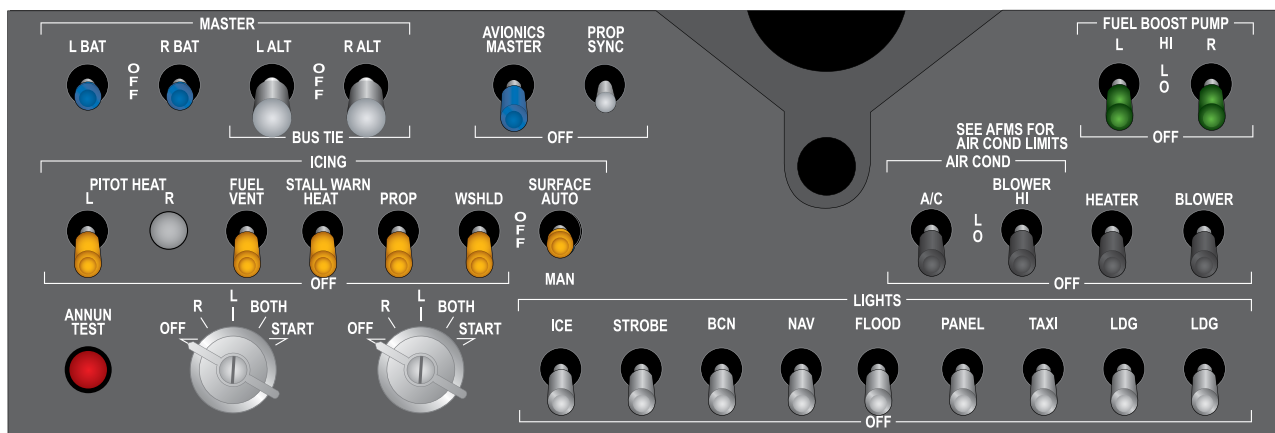 MASTER
L BAT
R BAT
L ALT
R ALT
OFF
OFF
BUS TIE
AVIONICS
MASTER
PROP
SYNC
OFF
FUEL BOOST PUMP
L
HI
R
LO
OFF
SEE AFMS FOR
AIR COND LIMITS
AIR COND
A/C
LO
BLOWER
HI
HEATER
BLOWER
OFF
ICING
PITOT HEAT
L
R
FUEL
VENT
STALL WARN
HEAT
PROP
WSHLD
OFF
SURFACE
AUTO
MAN
OFF
ANNUN
TEST
OFF
R
L
BOTH
START
OFF
R
L
BOTH
START
LIGHTS
ICE
STROBE
BCN
NAV
FLOOD
PANEL
TAXI
LDG
LDG
OFF